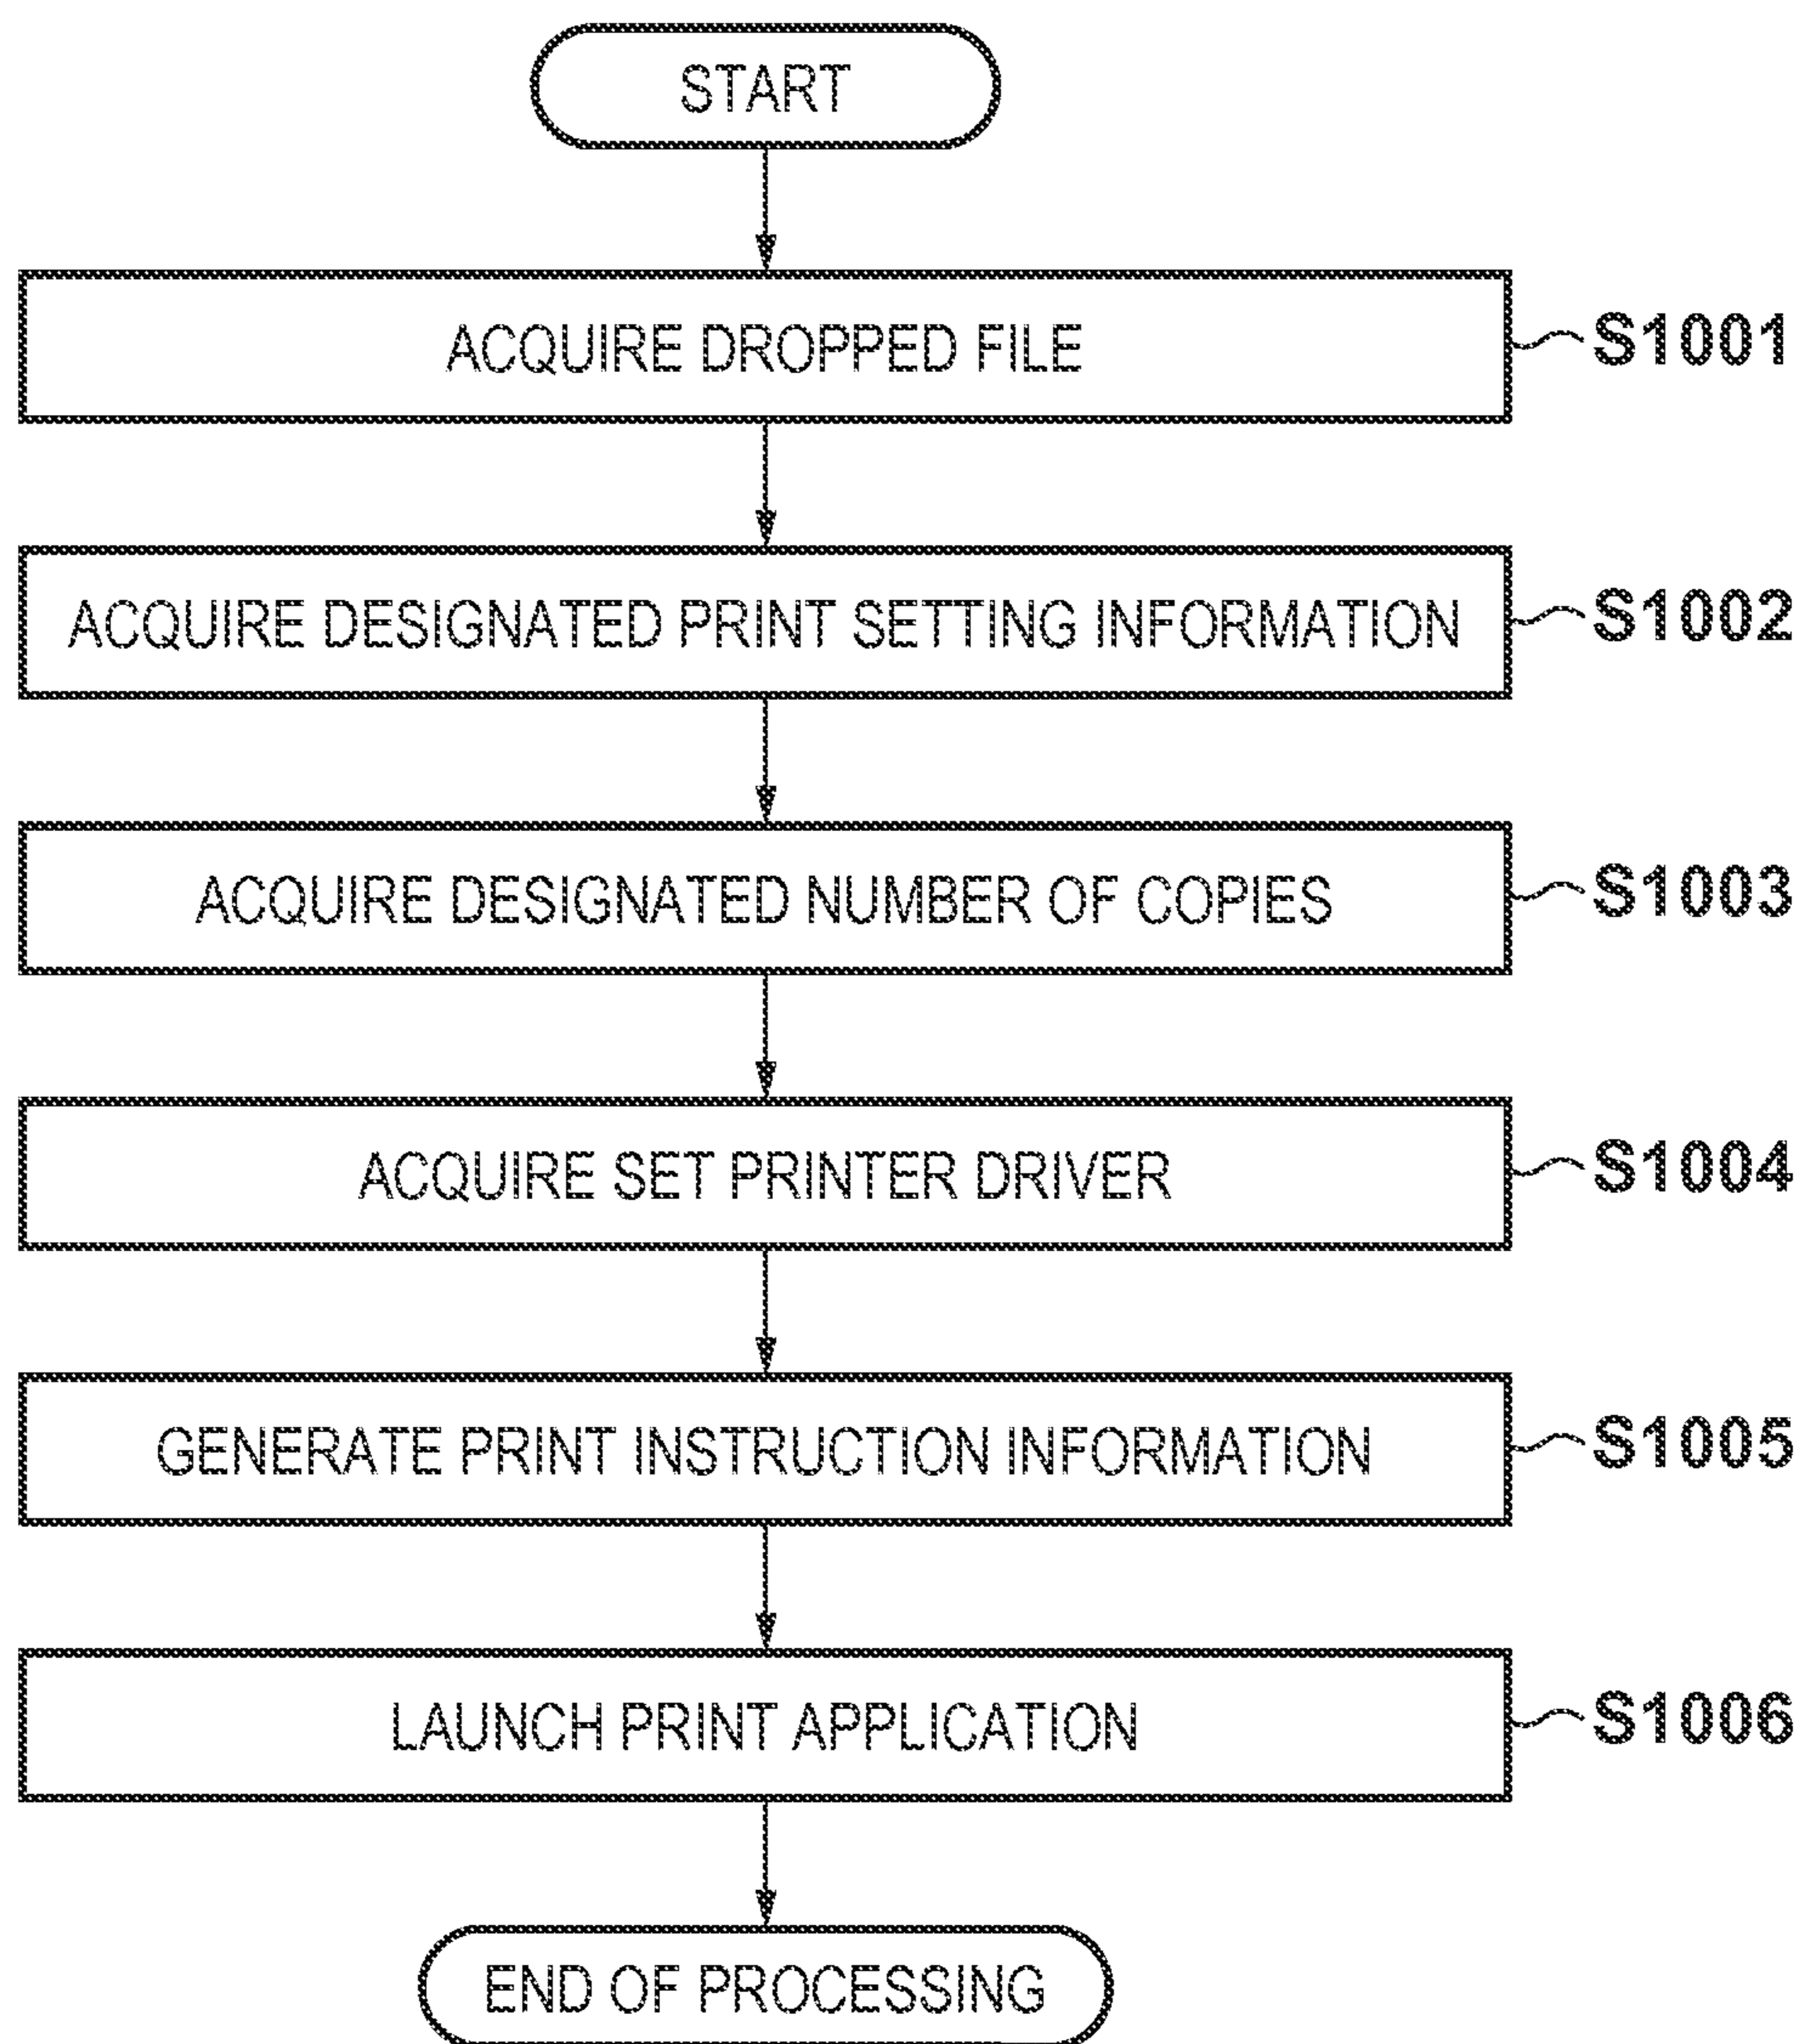 START
ACQUIRE DROPPED FILE S1001
ACQUIRE DESIGNATED PRINT SETTING INFORMATION S1002
ACQUIRE DESIGNATED NUMBER OF COPIES S1003
ACQUIRE SET PRINTER DRIVER S1004
GENERATE PRINT INSTRUCTION INFORMATION S1005
LAUNCH PRINT APPLICATION S1006
END OF PROCESSING